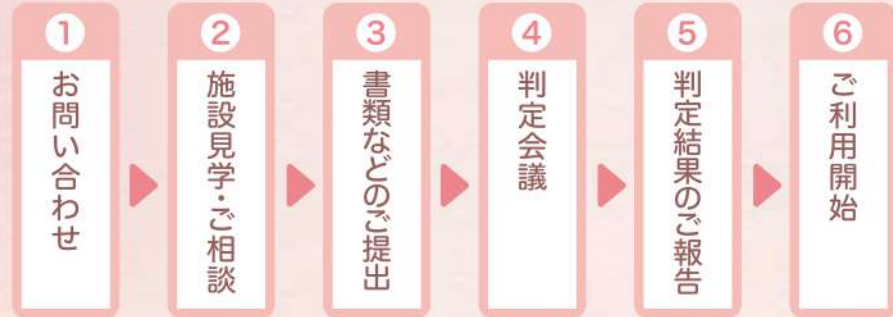 1
お問い合わせ
2
施設見学・ご相談
3
書類などのご提出
4
判定会議
5
判定結果のご報告
6
ご利用開始